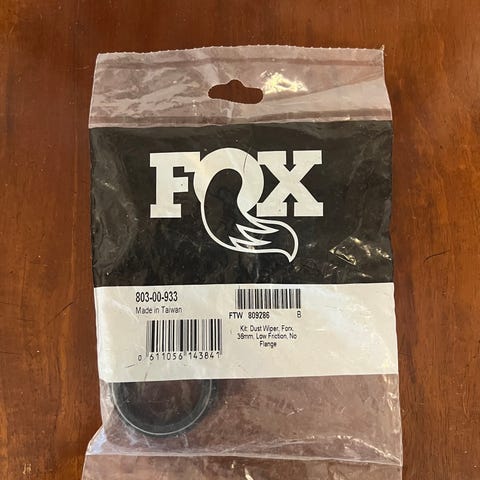 FOX
803-00-933
Made in Taiwan
0 611056 143841
FTW 809286 B
Kit: Dust Wiper, Forx,
36mm, Low Friction, No
Flange